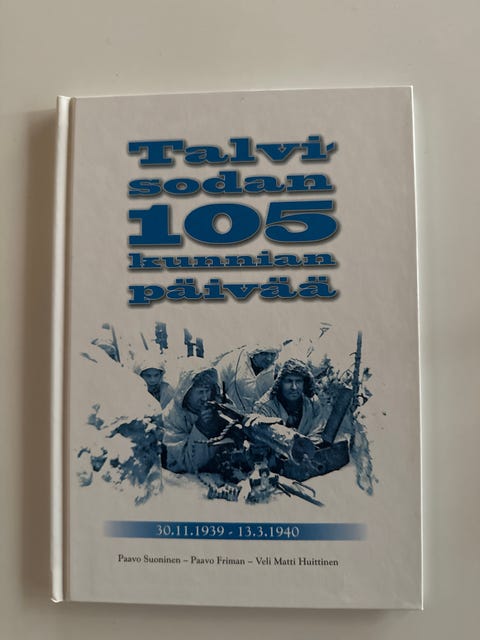 Talvi-
sodan
105
kunnian
päivää
30.11.1939 - 13.3.1940
Paavo Suoninen – Paavo Friman – Veli Matti Huittinen